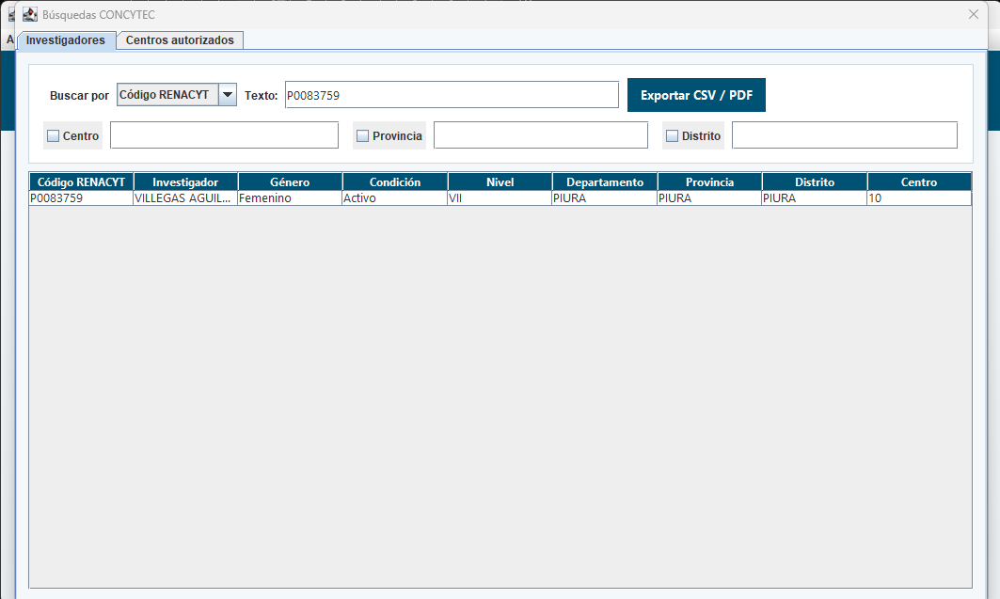 Búsquedas CONCYTEC
Investigadores Centros autorizados
Buscar por Código RENACYT Texto: P0083759 Exportar CSV / PDF
Centro Provincia Distrito
Código RENACYT Investigador Género Condición Nivel Departamento Provincia Distrito Centro
P0083759 VILLEGAS AGUIL... Femenino Activo VII PIURA PIURA PIURA 10